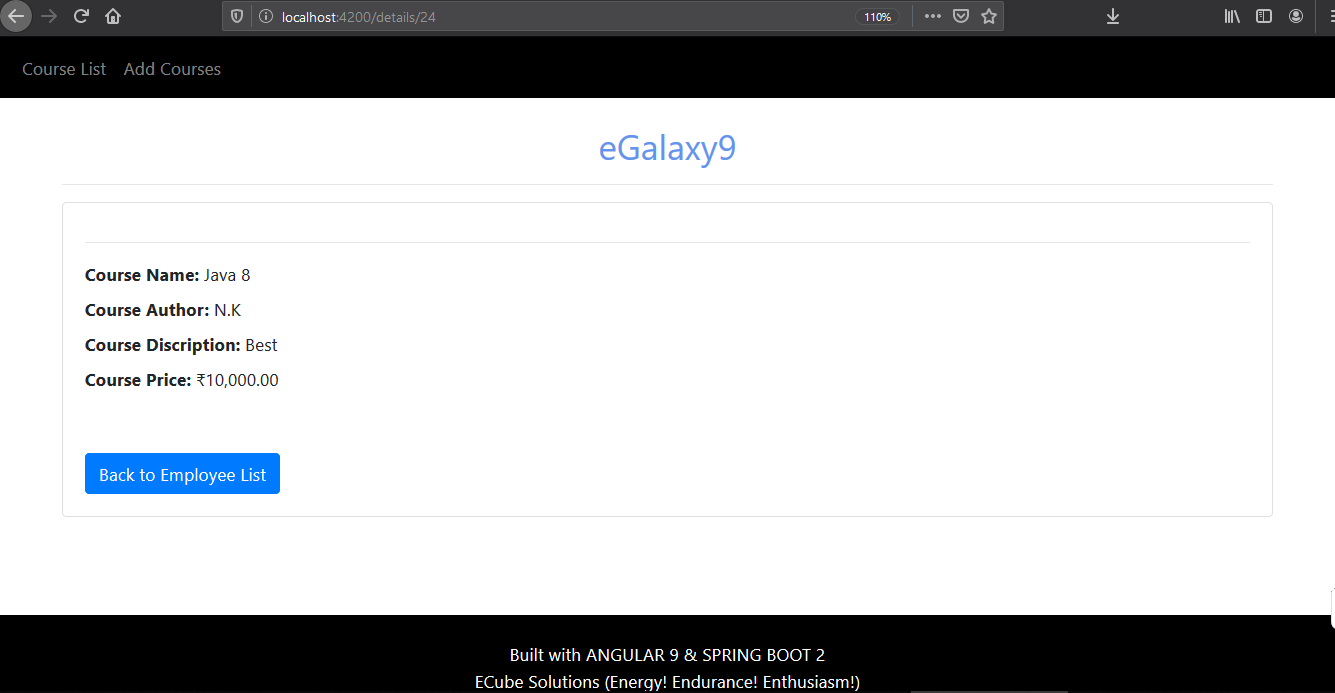 localhost:4200/details/24 110%
Course List Add Courses
eGalaxy9
Course Name: Java 8
Course Author: N.K
Course Discription: Best
Course Price: ₹10,000.00
Back to Employee List
Built with ANGULAR 9 & SPRING BOOT 2
ECube Solutions (Energy! Endurance! Enthusiasm!)